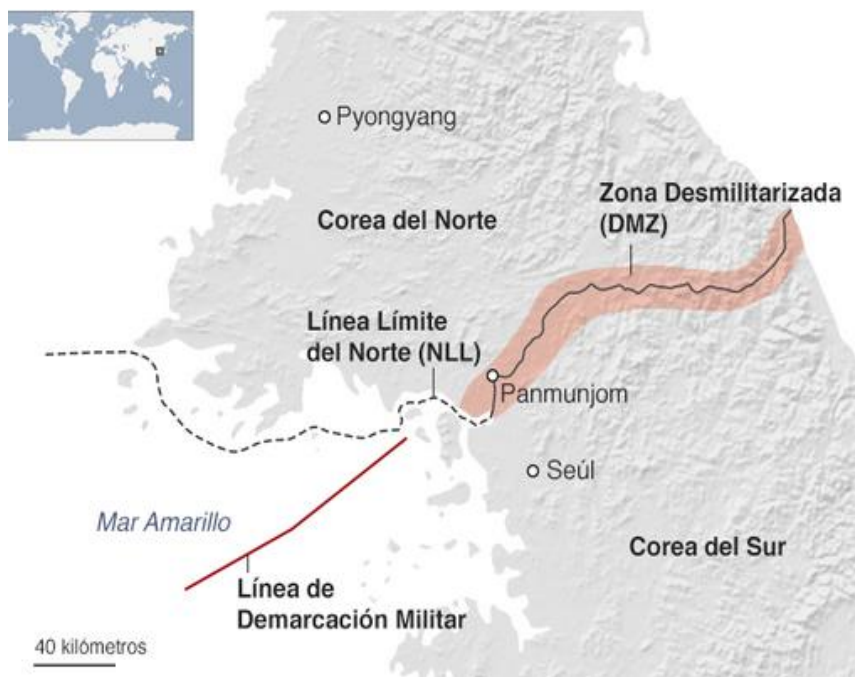 Pyongyang
Zona Desmilitarizada
(DMZ)
Corea del Norte
Línea Límite
del Norte (NLL)
Panmunjom
Seúl
Mar Amarillo
Corea del Sur
Línea de
Demarcación Militar
40 kilómetros